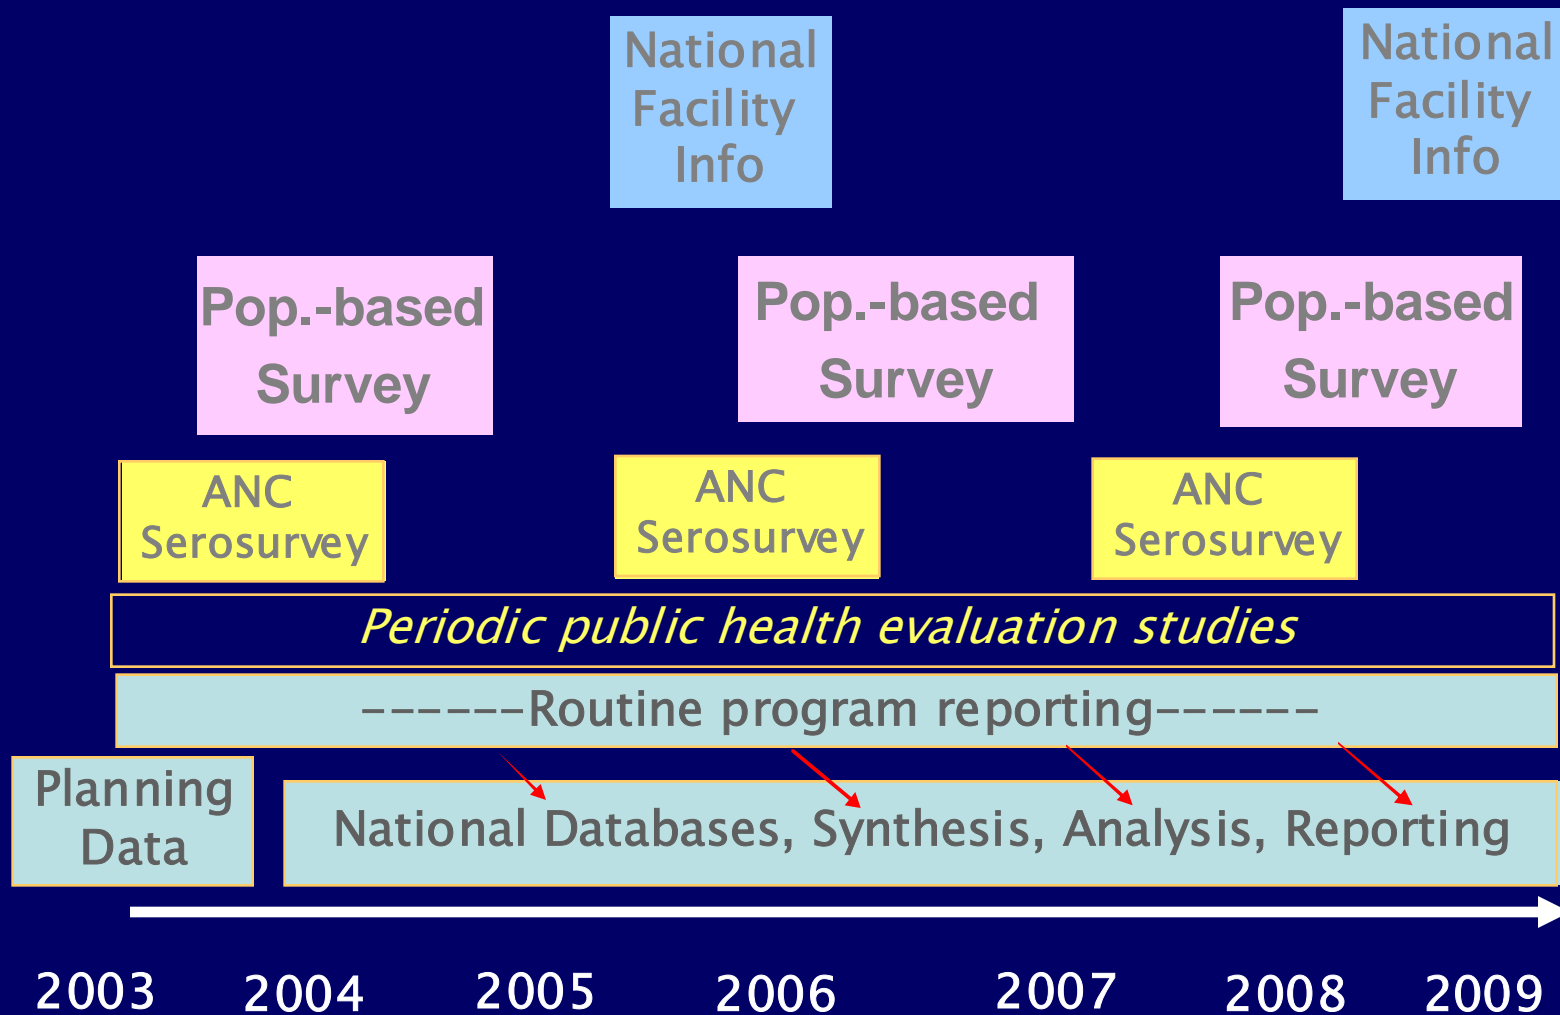 National
Facility
Info
National
Facility
Info
Pop.-based
Survey
Pop.-based
Survey
Pop.-based
Survey
ANC
Serosurvey
ANC
Serosurvey
ANC
Serosurvey
Periodic public health evaluation studies
------Routine program reporting------
Planning
Data
National Databases, Synthesis, Analysis, Reporting
2003 2004 2005 2006 2007 2008 2009